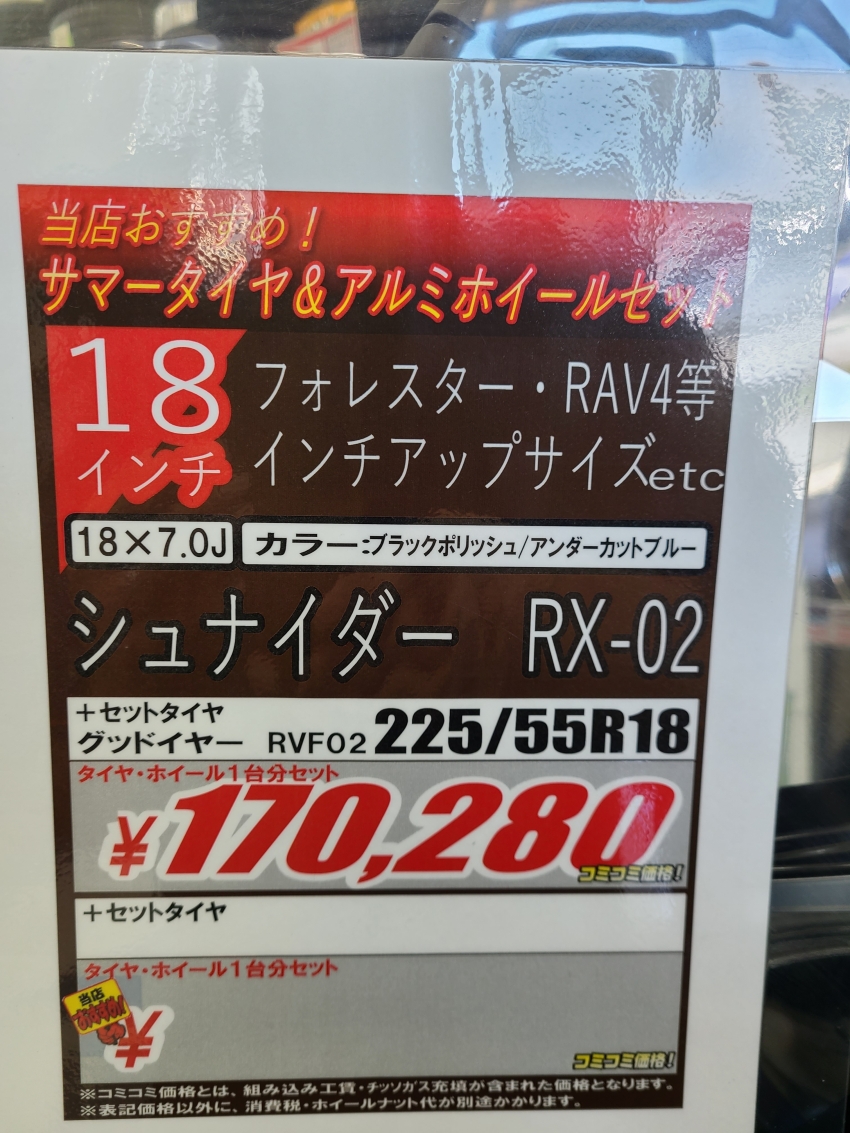 当店おすすめ！
サマータイヤ&アルミホイールセット
18
インチ
フォレスター・RAV4等
インチアップサイズetc
18×7.0J
カラー:ブラックポリッシュ/アンダーカットブルー
シュナイダー RX-02
＋セットタイヤ
グッドイヤー RVF02 225/55R18
タイヤ・ホイール1台分セット
¥170,280
コミコミ価格!
＋セットタイヤ
タイヤ・ホイール1台分セット
当店
おすすめ!
¥
コミコミ価格!
※コミコミ価格とは、組み込み工賃・チッソガス充填が含まれた価格となります。
※表記価格以外に、消費税・ホイールナット代が別途かかります。